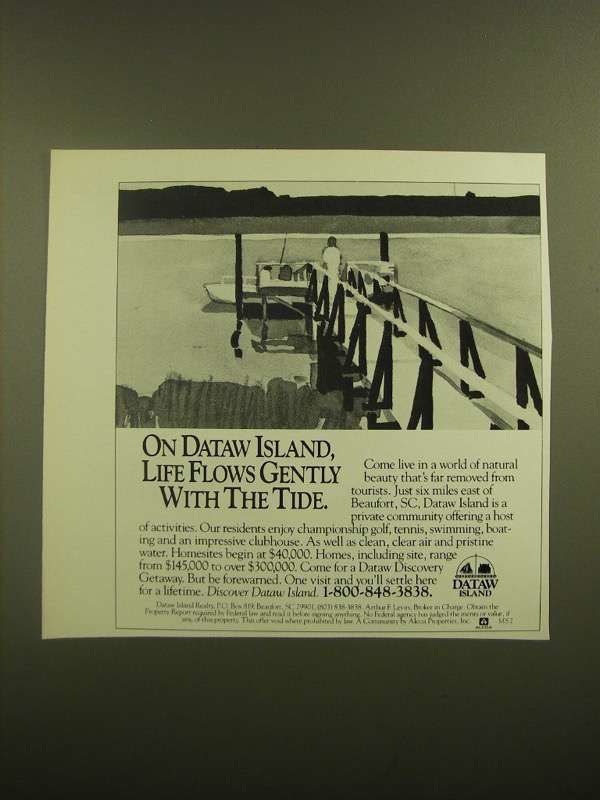 ON DATAW ISLAND,
LIFE FLOWS GENTLY
WITH THE TIDE.
Come live in a world of natural
beauty that's far removed from
tourists. Just six miles east of
Beaufort, SC, Dataw Island is a
private community offering a host
of activities. Our residents enjoy championship golf, tennis, swimming, boat-
ing and an impressive clubhouse. As well as clean, clear air and pristine
water. Homesites begin at $40,000. Homes, including site, range
from $145,000 to over $300,000. Come for a Dataw Discovery
Getaway. But be forewarned. One visit and you'll settle here
for a lifetime. Discover Dataw Island. 1-800-848-3838.
DATAW
ISLAND
Dataw Island Realty, P.O. Box 819, Beaufort, SC 29901, (803) 838-3838. Arthur F. Levin, Broker in Charge. Obtain the
Property Report required by Federal law and read it before signing anything. No Federal agency has judged the merits or value, if
any, of this property. This offer void where prohibited by law. A Community by Alcoa Properties, Inc.
ALCOA